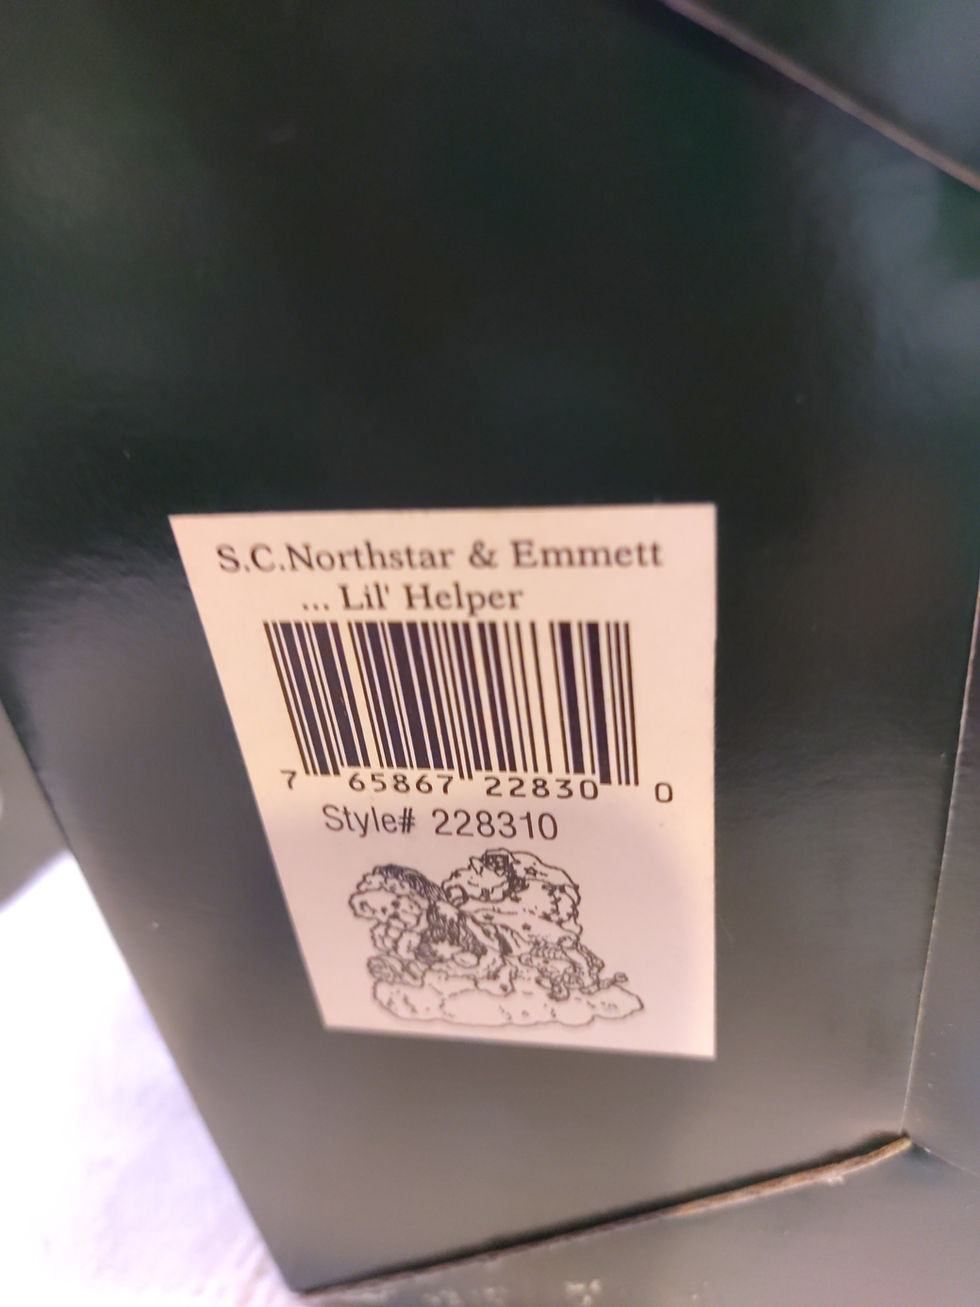 S.C.Northstar & Emmett
... Lil' Helper
7 65867 22830 0
Style# 228310